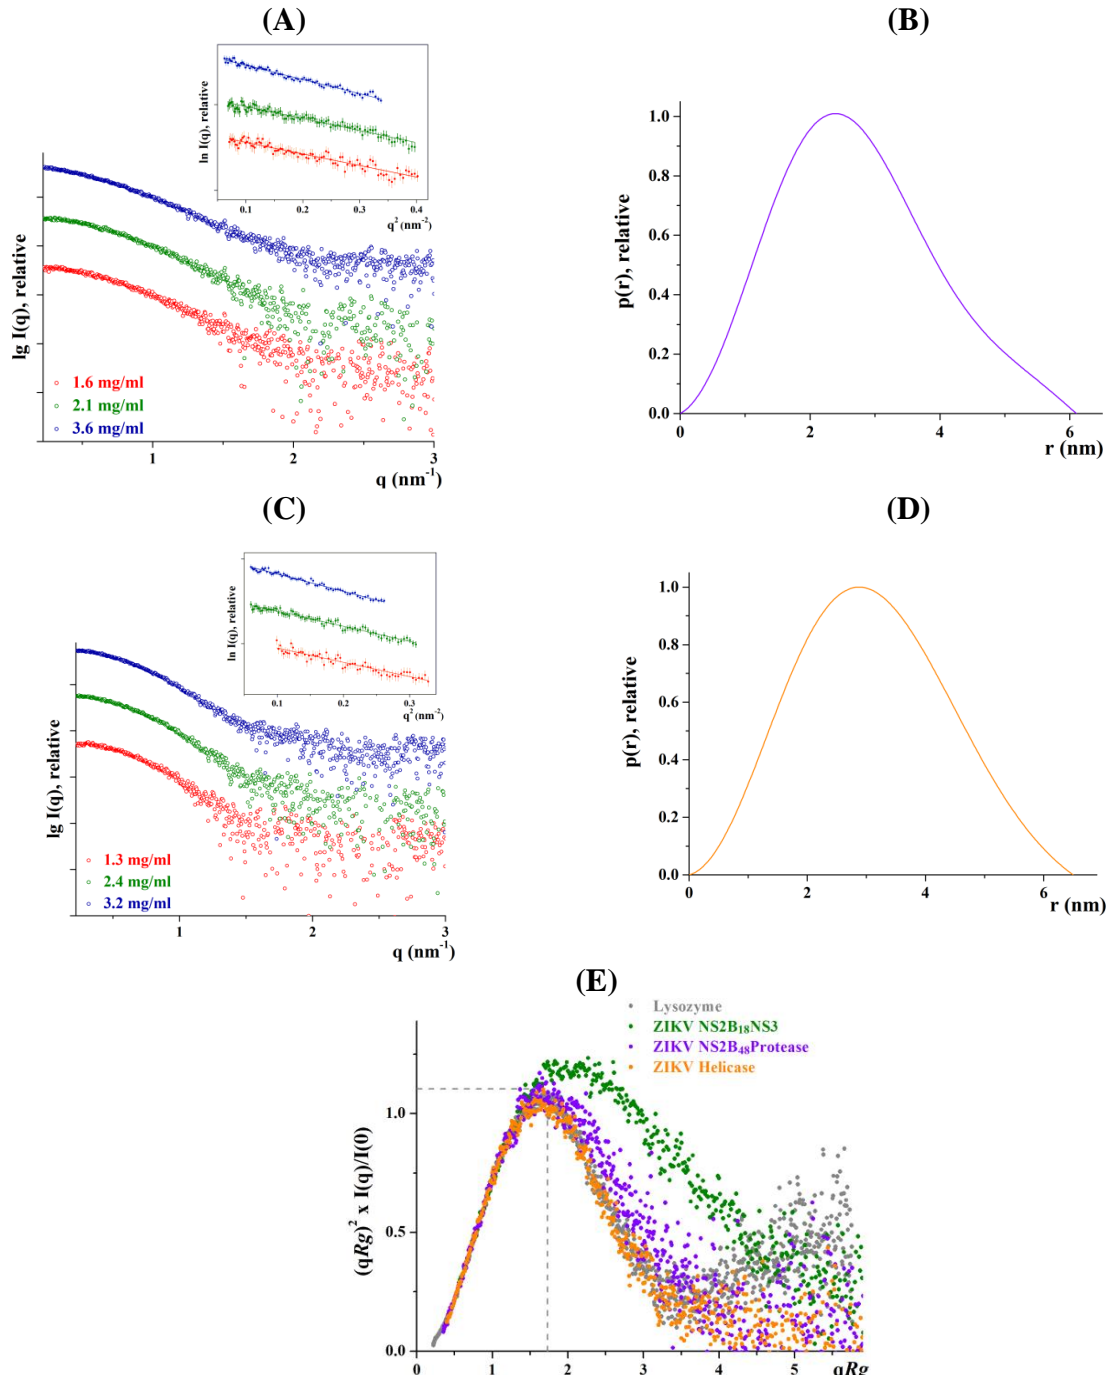 (A)
(B)
ln I(q), relative
0.1 0.2 0.3 0.4
q² (nm⁻²)
lg I(q), relative
1.6 mg/ml
2.1 mg/ml
3.6 mg/ml
1 2 3
q (nm⁻¹)
p(r), relative
1.0
0.8
0.6
0.4
0.2
0.0
0 2 4 6
r (nm)
(C)
(D)
ln I(q), relative
0.1 0.2 0.3
q² (nm⁻²)
lg I(q), relative
1.3 mg/ml
2.4 mg/ml
3.2 mg/ml
1 2 3
q (nm⁻¹)
p(r), relative
1.0
0.8
0.6
0.4
0.2
0.0
0 2 4 6
r (nm)
(E)
Lysozyme
ZIKV NS2B₁₈NS3
ZIKV NS2B₄₈Protease
ZIKV Helicase
(qRg)² x I(q)/I(0)
1.0
0.5
0.0
0 1 2 3 4 5
qRg